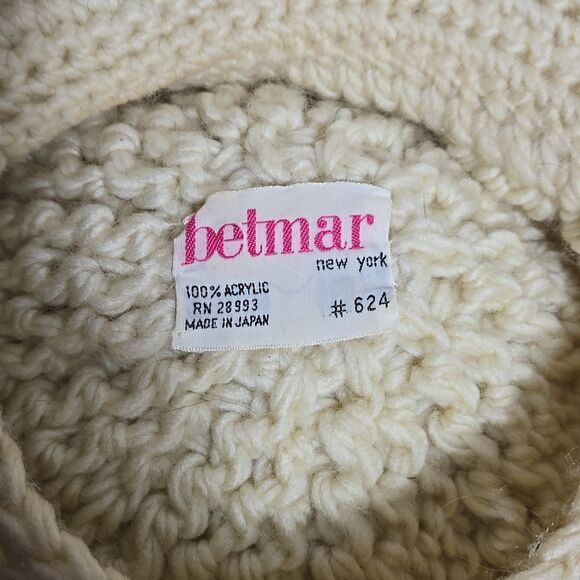 betmar
new york
100% ACRYLIC
RN 28993
MADE IN JAPAN
# 624